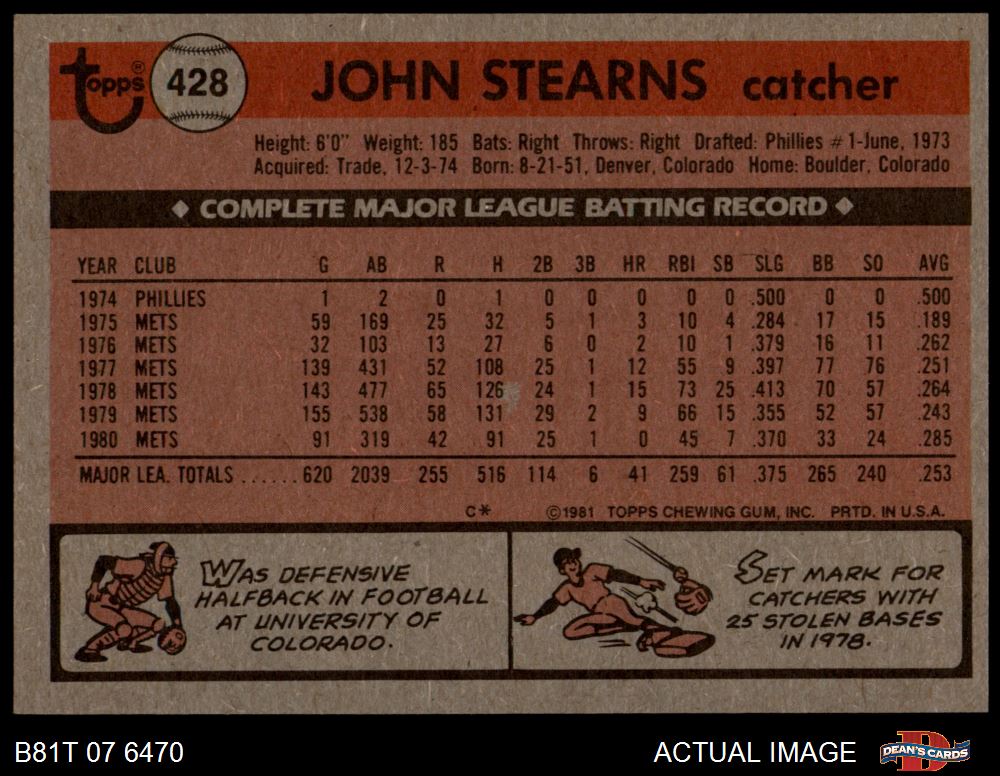 topps® 428 JOHN STEARNS catcher
Height: 6'0" Weight: 185 Bats: Right Throws: Right Drafted: Phillies #1-June, 1973
Acquired: Trade, 12-3-74 Born: 8-21-51, Denver, Colorado Home: Boulder, Colorado
◆ COMPLETE MAJOR LEAGUE BATTING RECORD ◆
YEAR CLUB G AB R H 2B 3B HR RBI SB SLG BB SO AVG
1974 PHILLIES 1 2 0 1 0 0 0 0 0 .500 0 0 .500
1975 METS 59 169 25 32 5 1 3 10 4 .284 17 15 .189
1976 METS 32 103 13 27 6 0 2 10 1 .379 16 11 .262
1977 METS 139 431 52 108 25 1 12 55 9 .397 77 76 .251
1978 METS 143 477 65 126 24 1 15 73 25 .413 70 57 .264
1979 METS 155 538 58 131 29 2 9 66 15 .355 52 57 .243
1980 METS 91 319 42 91 25 1 0 45 7 .370 33 24 .285
MAJOR LEA. TOTALS ...... 620 2039 255 516 114 6 41 259 61 .375 265 240 .253
C* ©1981 TOPPS CHEWING GUM, INC. PRTD. IN U.S.A.
WAS DEFENSIVE
HALFBACK IN FOOTBALL
AT UNIVERSITY OF
COLORADO.
SET MARK FOR
CATCHERS WITH
25 STOLEN BASES
IN 1978.
B81T 07 6470 ACTUAL IMAGE DEAN'S CARDS